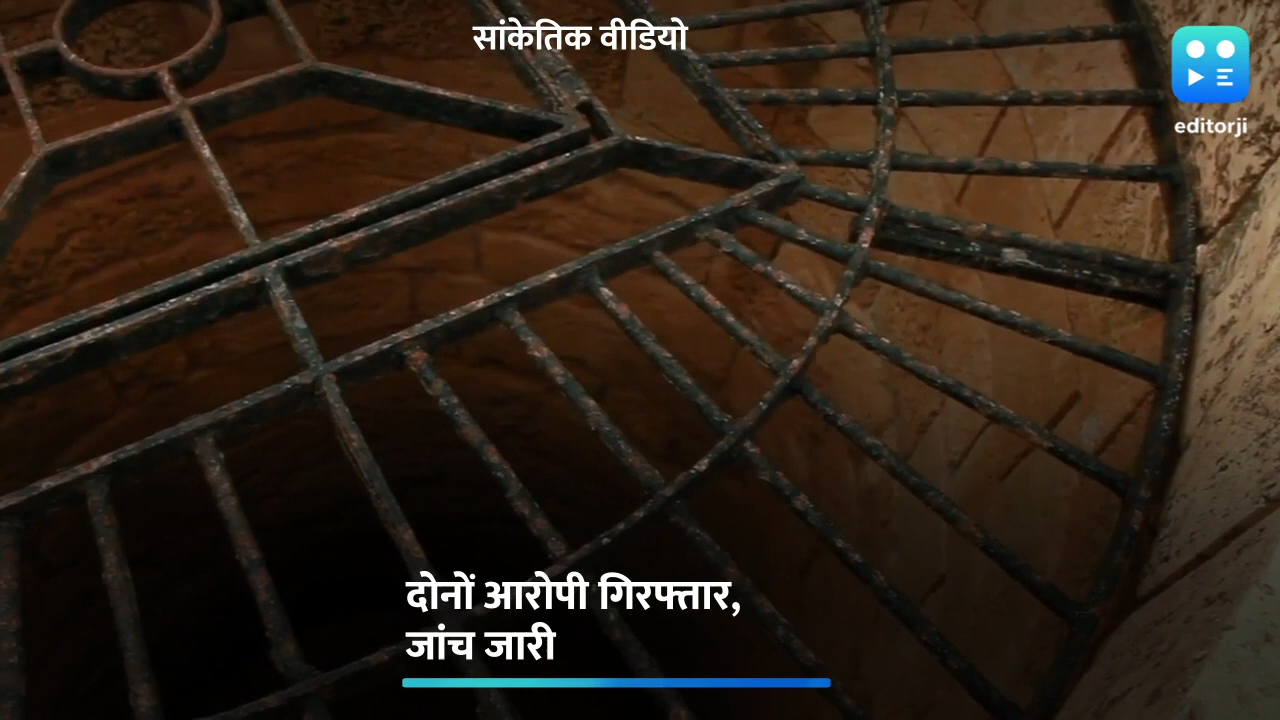 सांकेतिक वीडियो
editorji
दोनों आरोपी गिरफ्तार,
जांच जारी